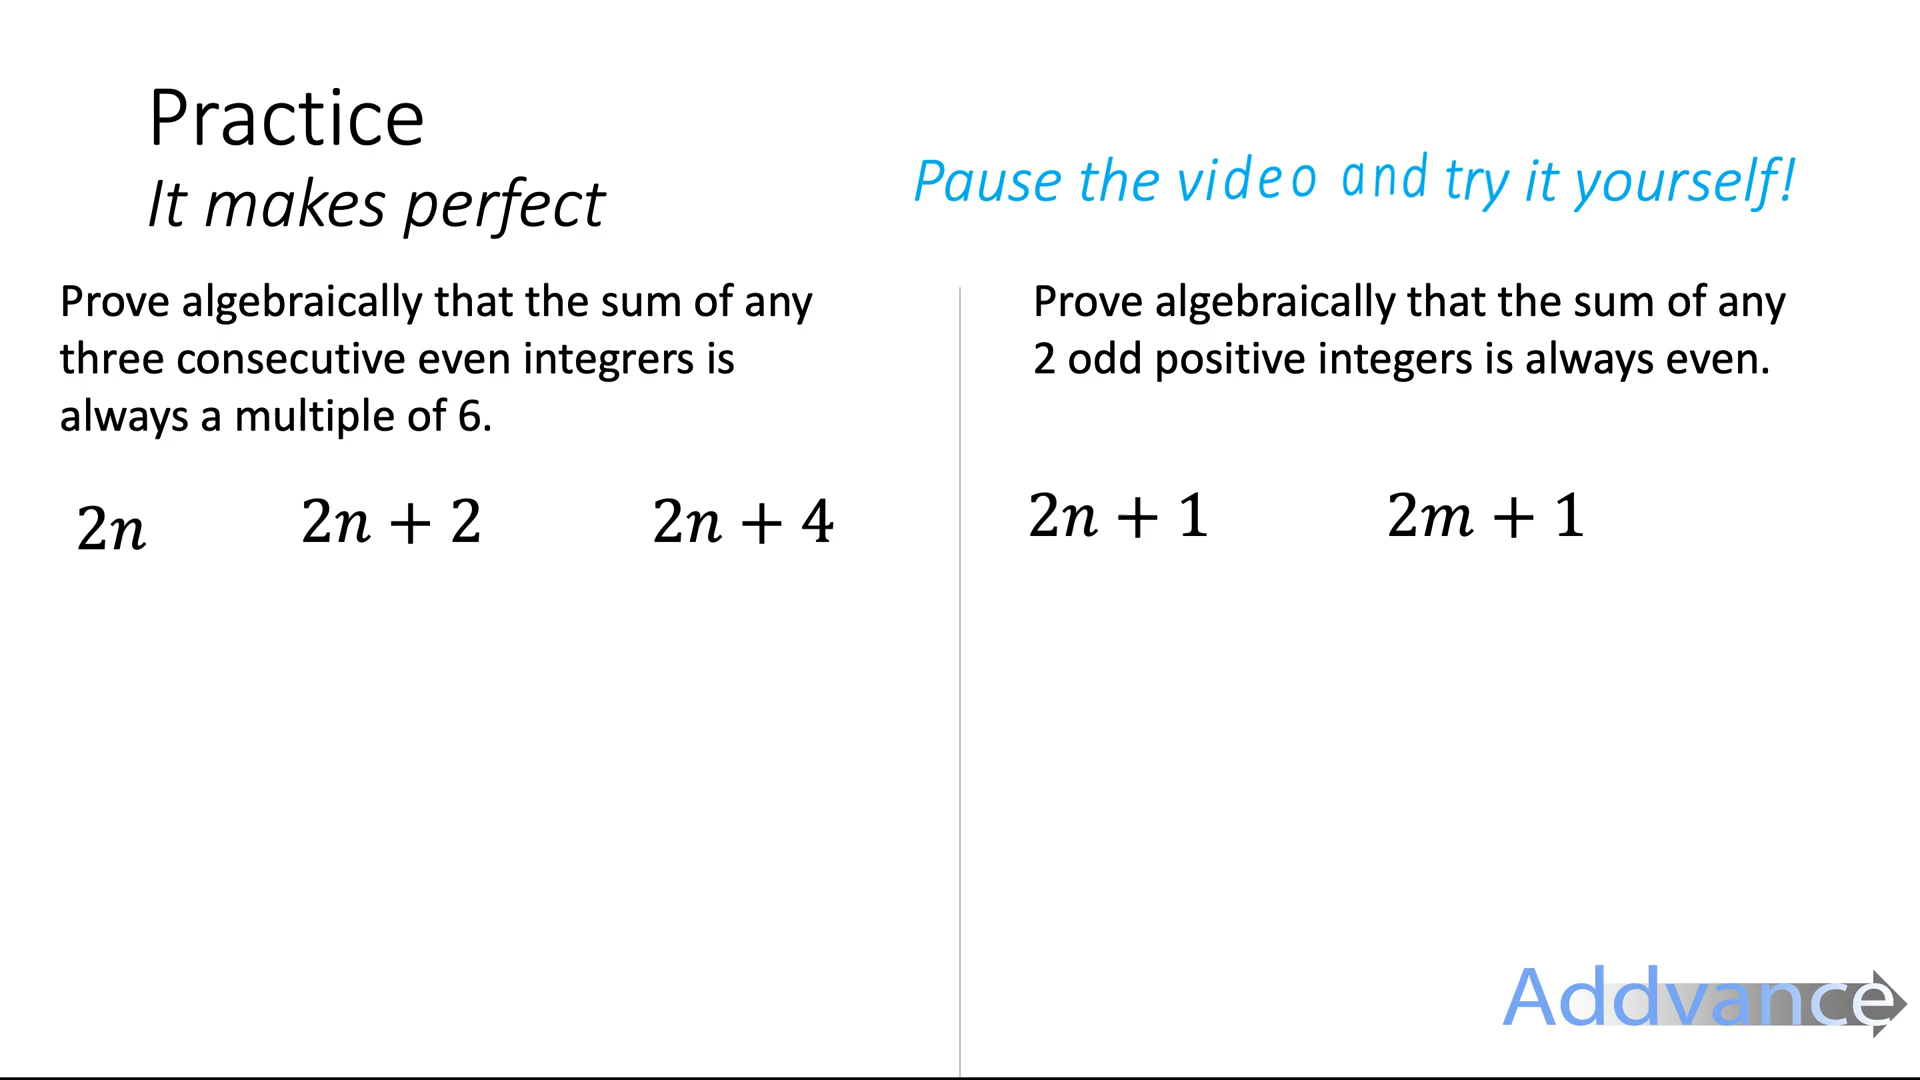 Practice
It makes perfect
Pause the video and try it yourself!
Prove algebraically that the sum of any
three consecutive even integrers is
always a multiple of 6.
2n 2n + 2 2n + 4
Prove algebraically that the sum of any
2 odd positive integers is always even.
2n + 1 2m + 1
Addvance